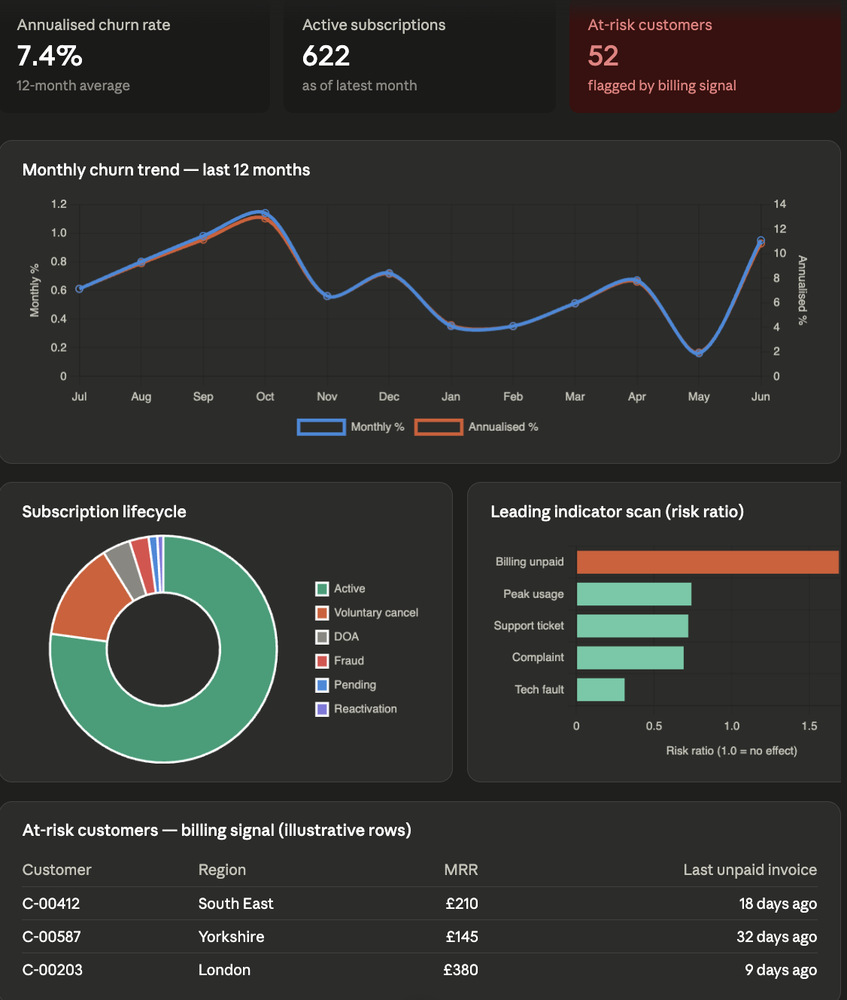 Annualised churn rate
7.4%
12-month average
Active subscriptions
622
as of latest month
At-risk customers
52
flagged by billing signal
Monthly churn trend — last 12 months
1.2
1.0
0.8
0.6
0.4
0.2
0
Monthly %
14
12
10
8
6
4
2
0
Annualised %
Jul Aug Sep Oct Nov Dec Jan Feb Mar Apr May Jun
Monthly % Annualised %
Subscription lifecycle
Active
Voluntary cancel
DOA
Fraud
Pending
Reactivation
Leading indicator scan (risk ratio)
Billing unpaid
Peak usage
Support ticket
Complaint
Tech fault
0 0.5 1.0 1.5
Risk ratio (1.0 = no effect)
At-risk customers — billing signal (illustrative rows)
Customer Region MRR Last unpaid invoice
C-00412 South East £210 18 days ago
C-00587 Yorkshire £145 32 days ago
C-00203 London £380 9 days ago